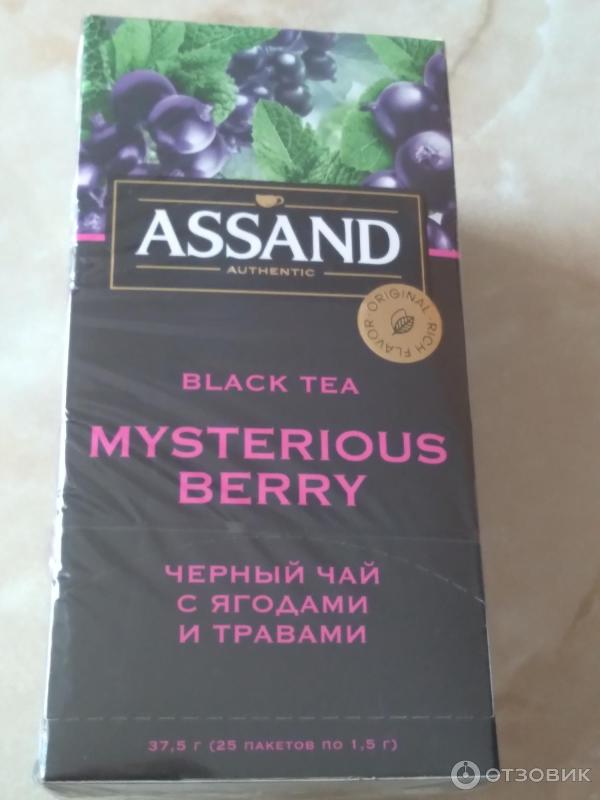 ASSAND
AUTHENTIC
ORIGINAL · RICH FLAVOR ·
BLACK TEA
MYSTERIOUS
BERRY
ЧЕРНЫЙ ЧАЙ
С ЯГОДАМИ
И ТРАВАМИ
37,5 г (25 ПАКЕТОВ ПО 1,5 г)
ОТЗОВИК